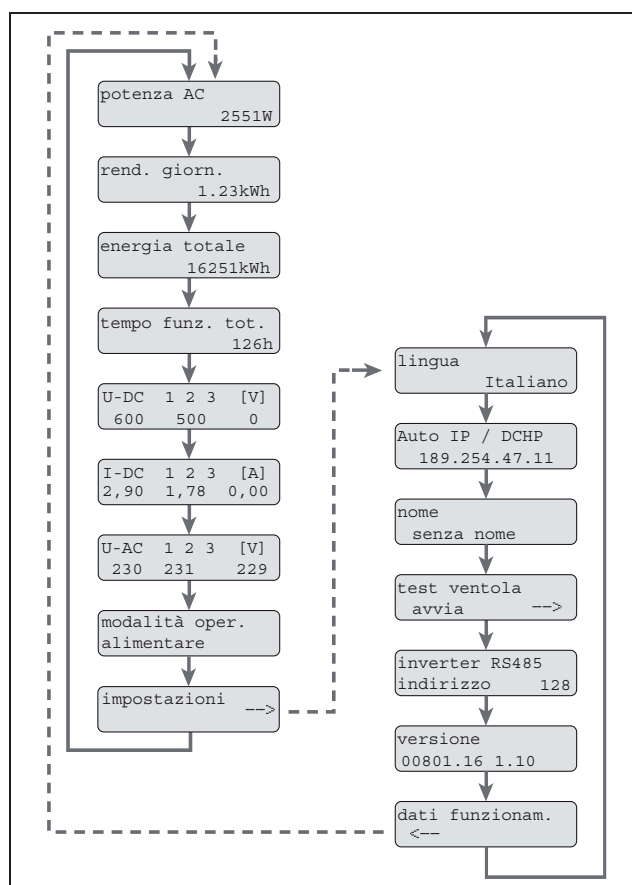 potenza AC
2551W
rend. giorn.
1.23kWh
energia totale
16251kWh
tempo funz. tot.
126h
U-DC 1 2 3 [V]
600 500 0
I-DC 1 2 3 [A]
2,90 1,78 0,00
U-AC 1 2 3 [V]
230 231 229
modalità oper.
alimentare
impostazioni -->
lingua
Italiano
Auto IP / DCHP
189.254.47.11
nome
senza nome
test ventola
avvia -->
inverter RS485
indirizzo 128
versione
00801.16 1.10
dati funzionam.
<--